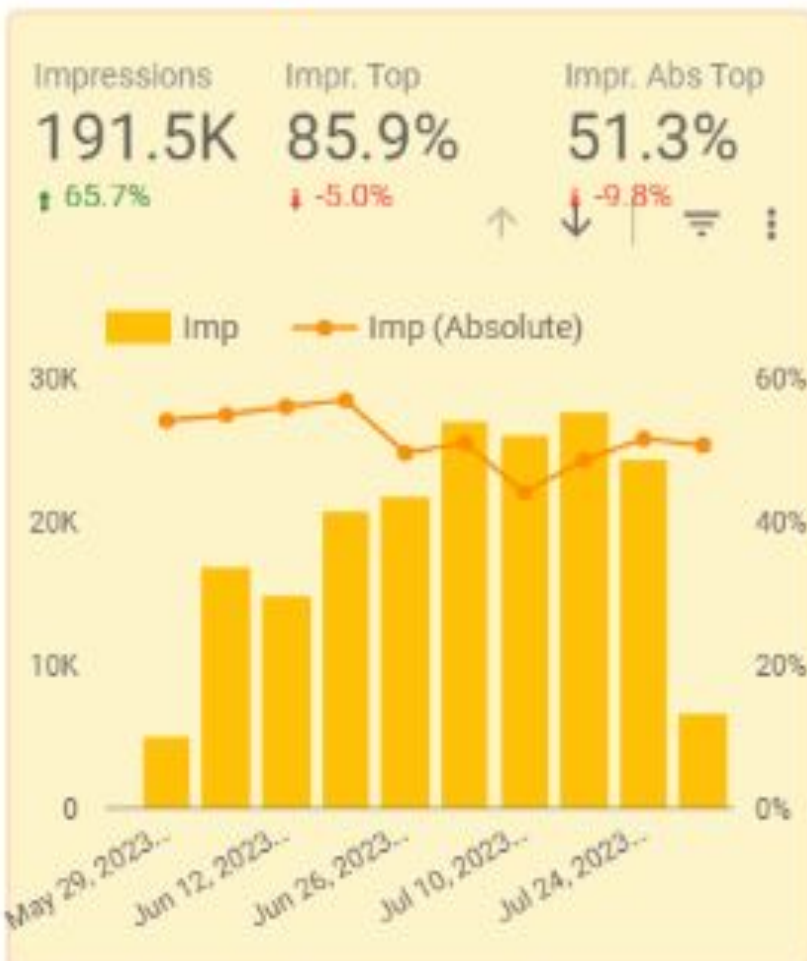 Impressions Impr. Top Impr. Abs Top
191.5K 85.9% 51.3%
65.7% -5.0% -9.8%
Imp Imp (Absolute)
30K 60%
20K 40%
10K 20%
0 0%
May 29, 2023... Jun 12, 2023... Jun 26, 2023... Jul 10, 2023... Jul 24, 2023...